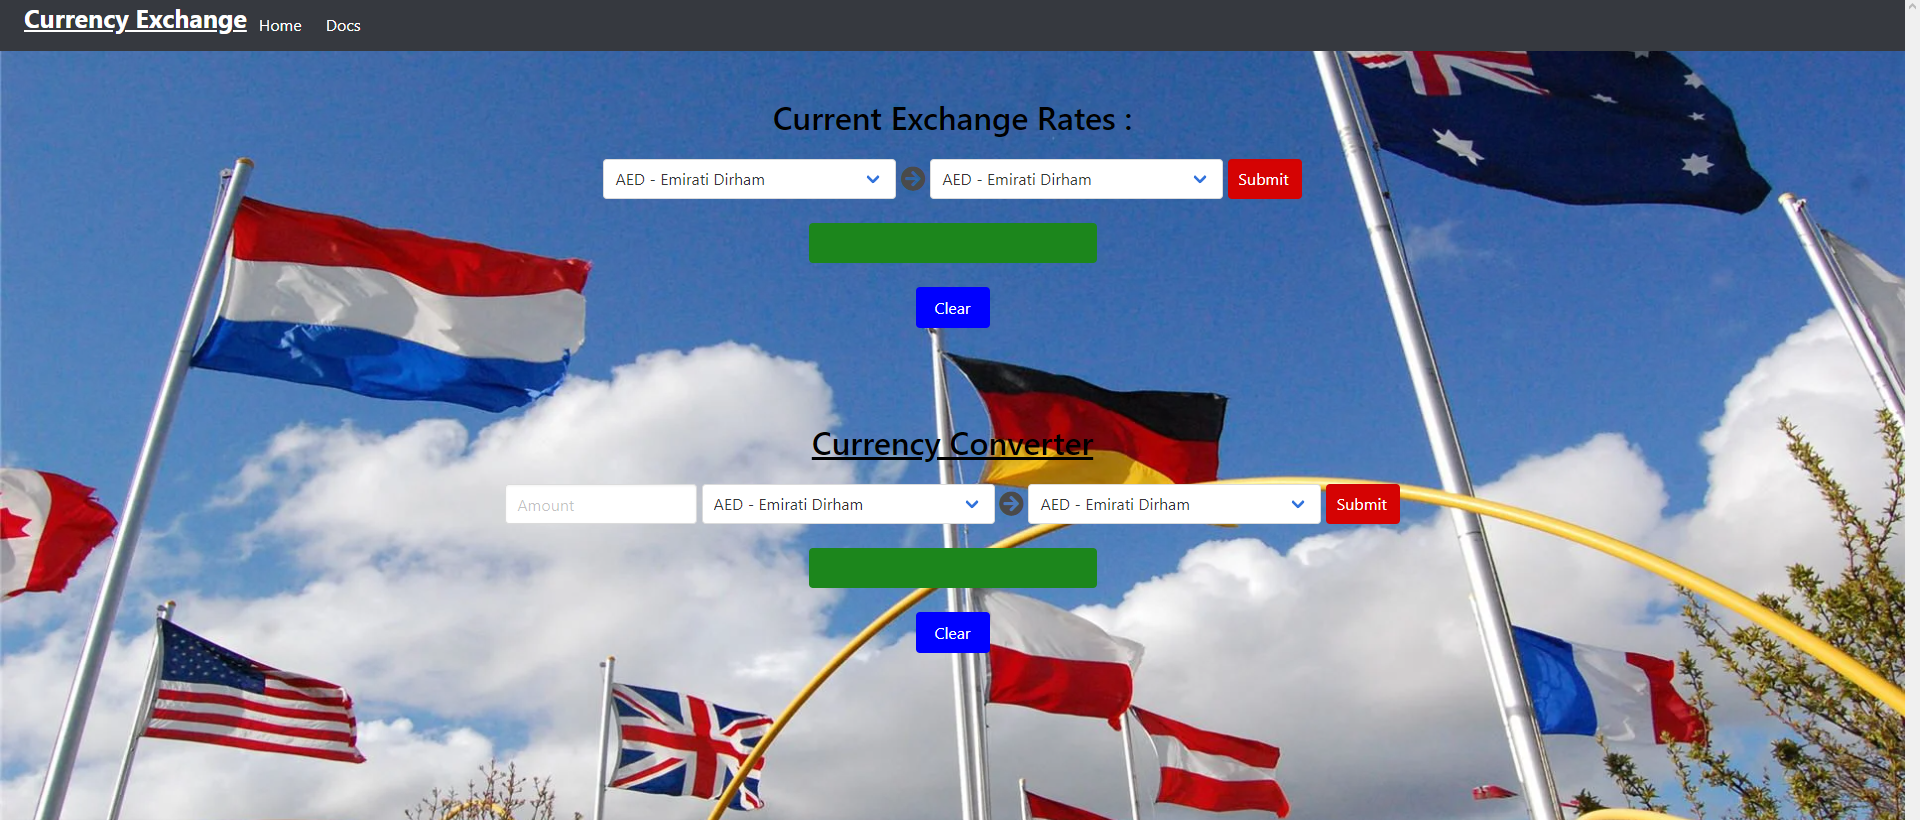 Currency Exchange Home Docs
Current Exchange Rates :
AED - Emirati Dirham AED - Emirati Dirham Submit
Clear
Currency Converter
Amount AED - Emirati Dirham AED - Emirati Dirham Submit
Clear